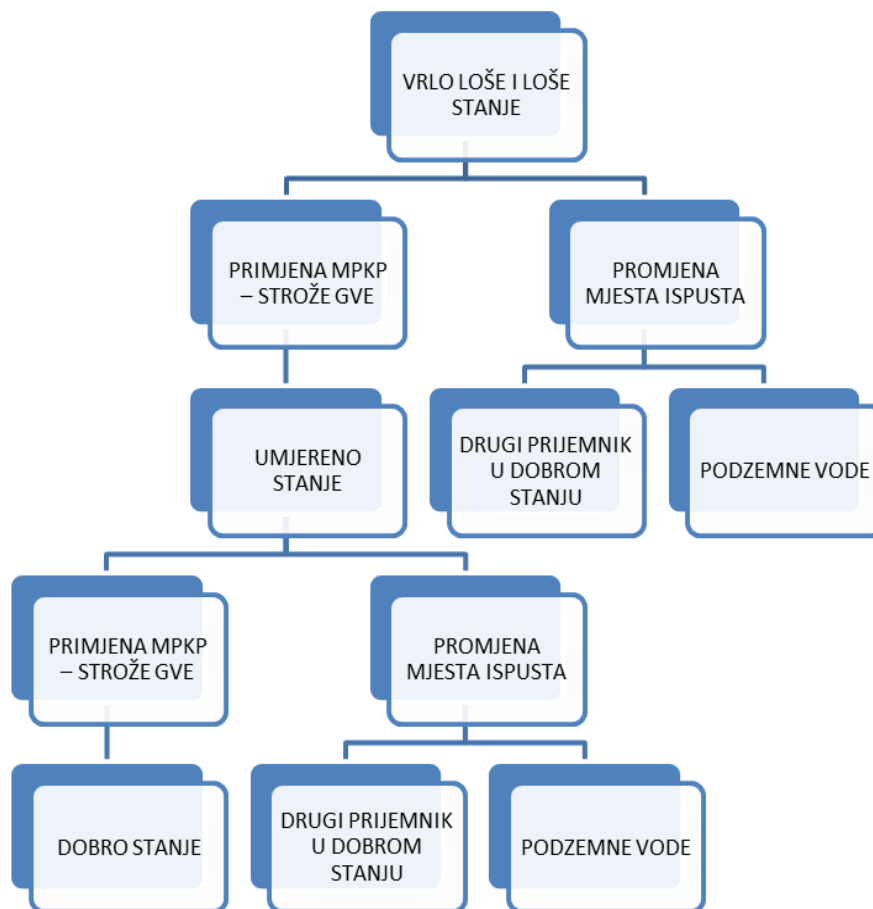 VRLO LOŠE I LOŠE
STANJE
PRIMJENA MPKP
– STROŽE GVE
PROMJENA
MJESTA ISPUSTA
UMJERENO
STANJE
DRUGI PRIJEMNIK
U DOBROM
STANJU
PODZEMNE VODE
PRIMJENA MPKP
– STROŽE GVE
PROMJENA
MJESTA ISPUSTA
DOBRO STANJE
DRUGI PRIJEMNIK
U DOBROM
STANJU
PODZEMNE VODE